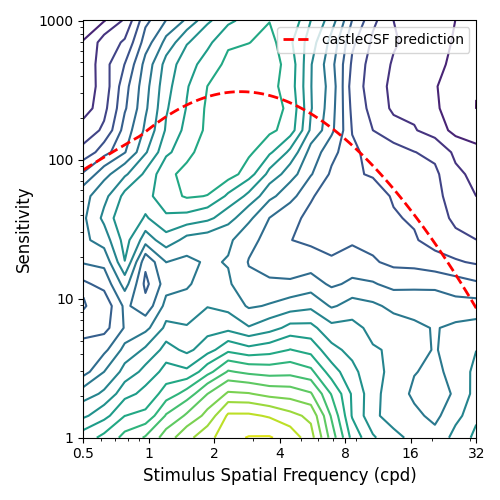 1000
castleCSF prediction
100
Sensitivity
10
1
0.5 1 2 4 8 16 32
Stimulus Spatial Frequency (cpd)